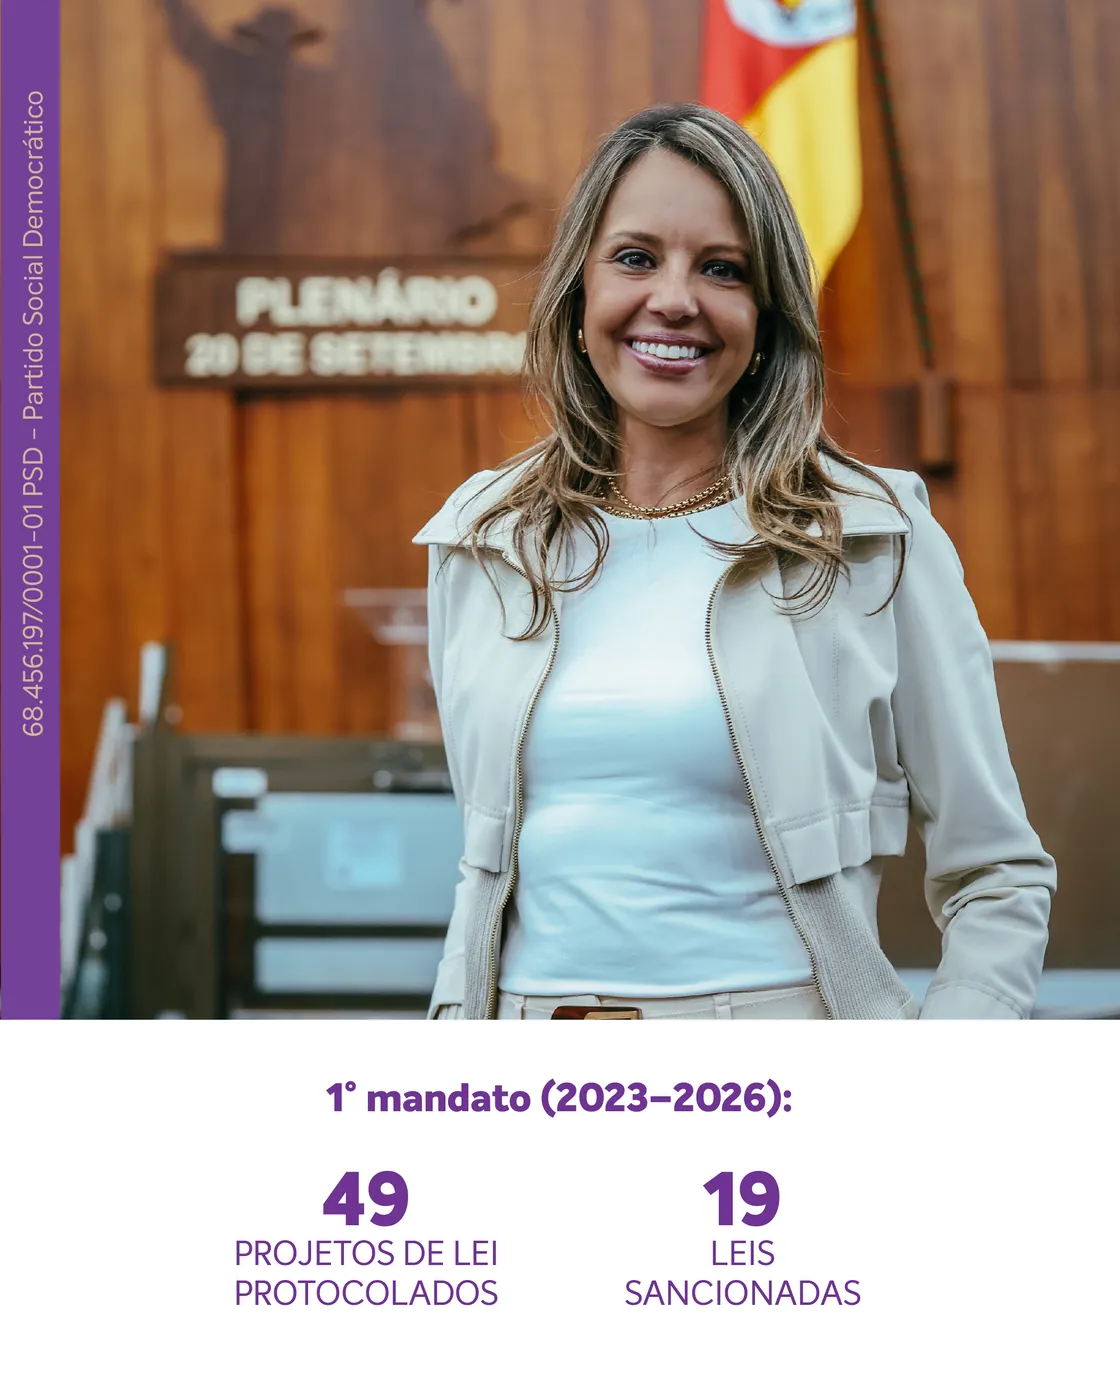 68.456.197/0001-01 PSD - Partido Social Democrático
PLENÁRIO
20 DE SETEMBRO
1° mandato (2023–2026):
49
PROJETOS DE LEI
PROTOCOLADOS
19
LEIS
SANCIONADAS